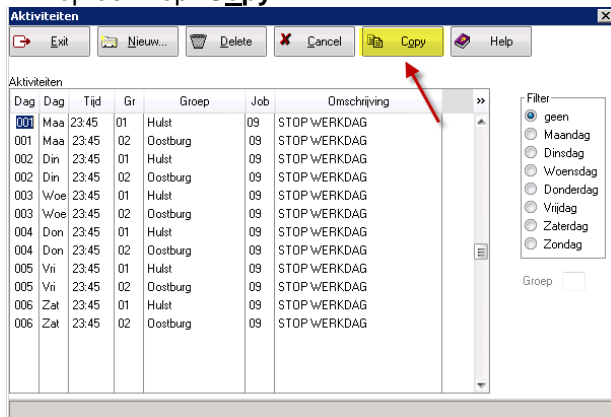 Aktiviteiten
Exit Nieuw... Delete Cancel Copy Help
Aktiviteiten
Dag Dag Tijd Gr Groep Job Omschrijving »
001 Maa 23:45 01 Hulst 09 STOP WERKDAG
001 Maa 23:45 02 Oostburg 09 STOP WERKDAG
002 Din 23:45 01 Hulst 09 STOP WERKDAG
002 Din 23:45 02 Oostburg 09 STOP WERKDAG
003 Woe 23:45 01 Hulst 09 STOP WERKDAG
003 Woe 23:45 02 Oostburg 09 STOP WERKDAG
004 Don 23:45 01 Hulst 09 STOP WERKDAG
004 Don 23:45 02 Oostburg 09 STOP WERKDAG
005 Vri 23:45 01 Hulst 09 STOP WERKDAG
005 Vri 23:45 02 Oostburg 09 STOP WERKDAG
006 Zat 23:45 01 Hulst 09 STOP WERKDAG
006 Zat 23:45 02 Oostburg 09 STOP WERKDAG
Filter
geen
Maandag
Dinsdag
Woensdag
Donderdag
Vrijdag
Zaterdag
Zondag
Groep